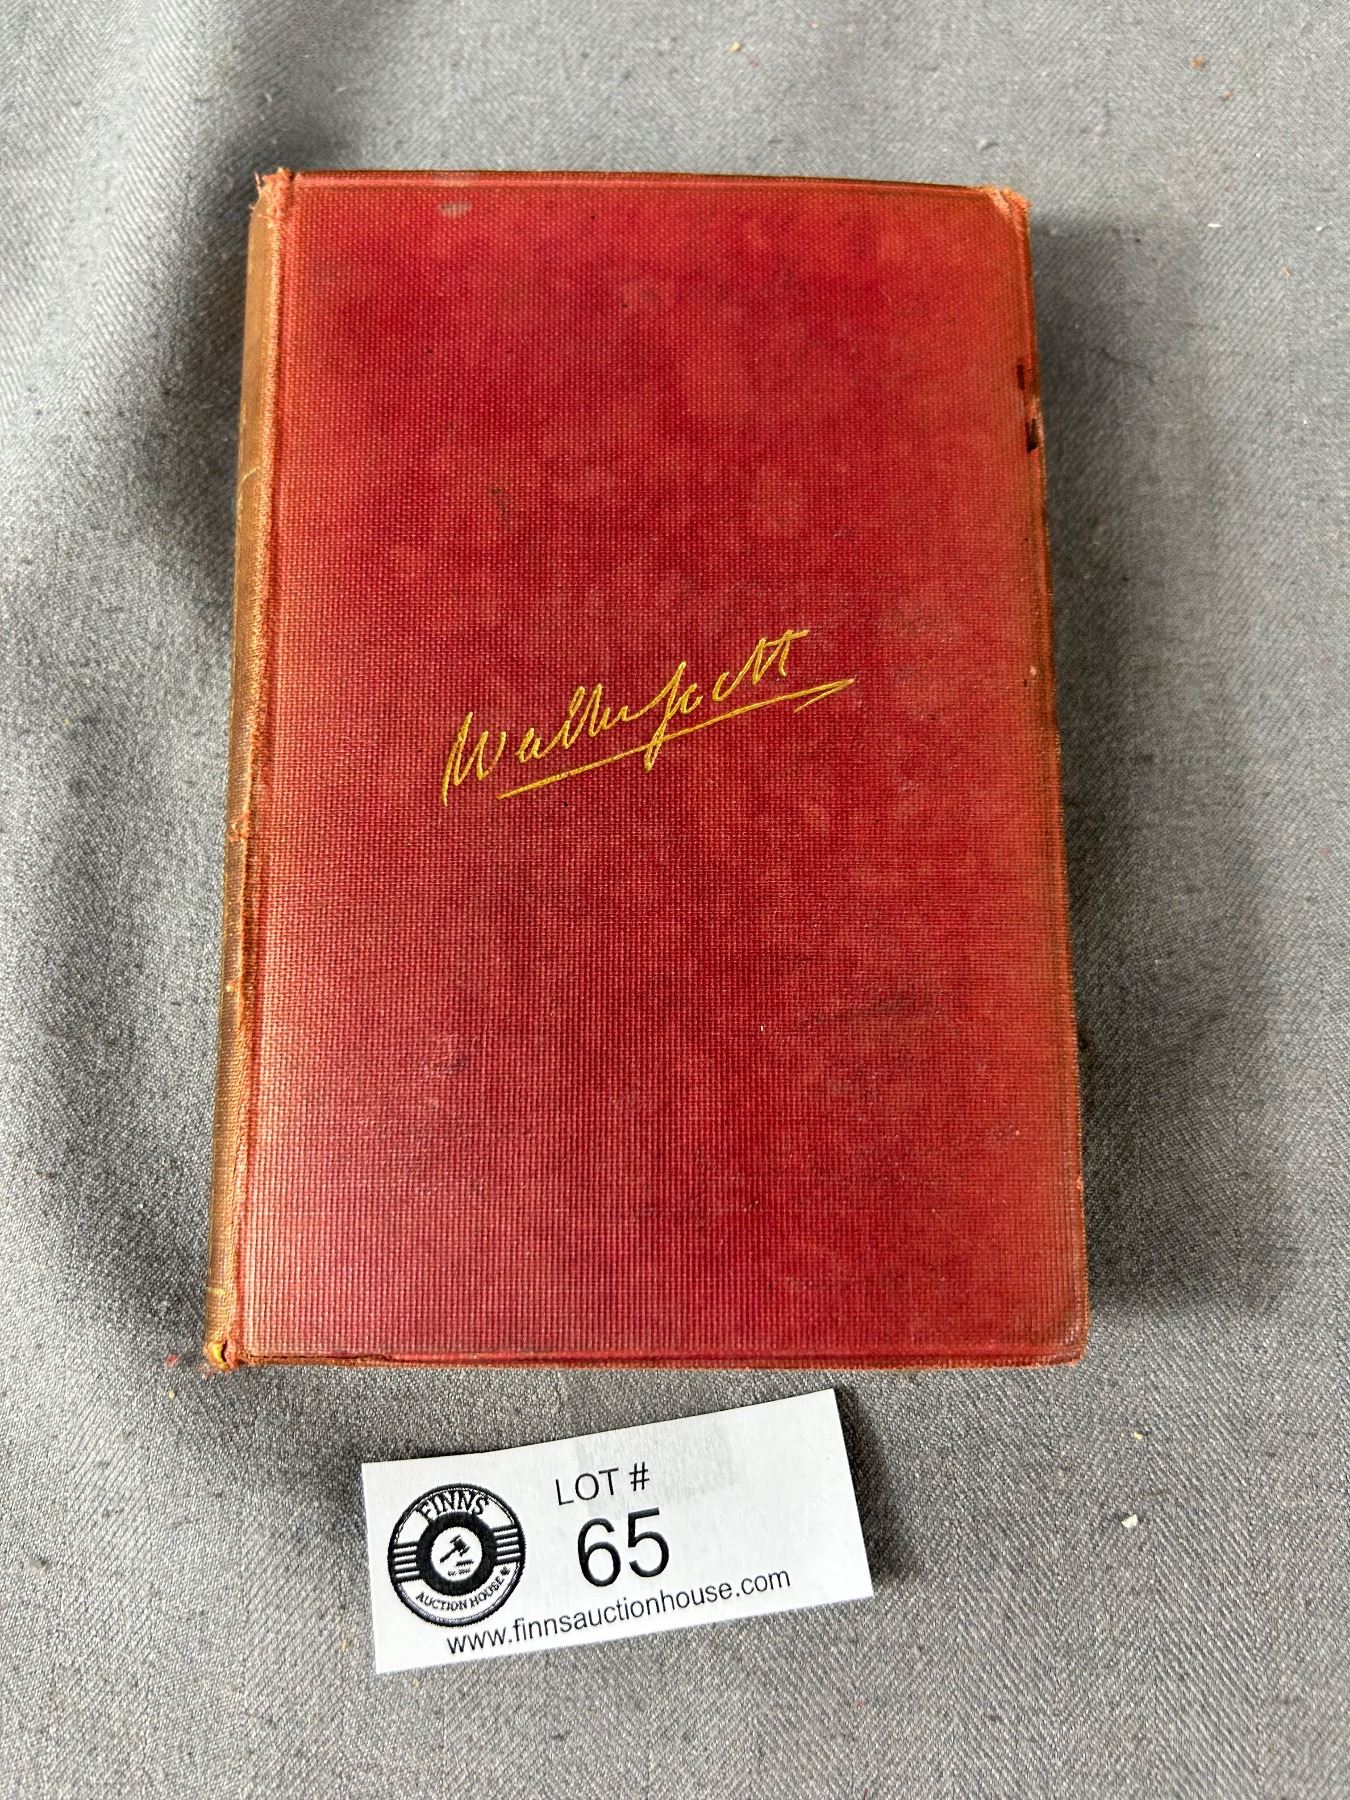 Walter Scott
LOT #
65
FINNS
AUCTION HOUSE
www.finnsauctionhouse.com